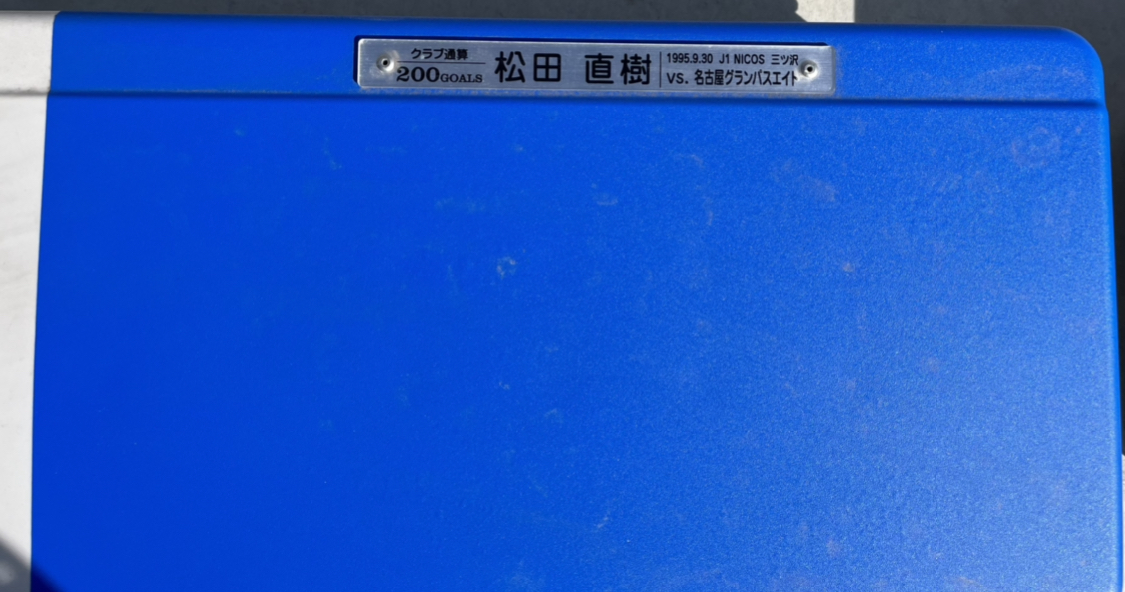 クラブ通算
200GOALS
松田 直樹
1995.9.30 J1 NICOS 三ツ沢
VS. 名古屋グランパスエイト